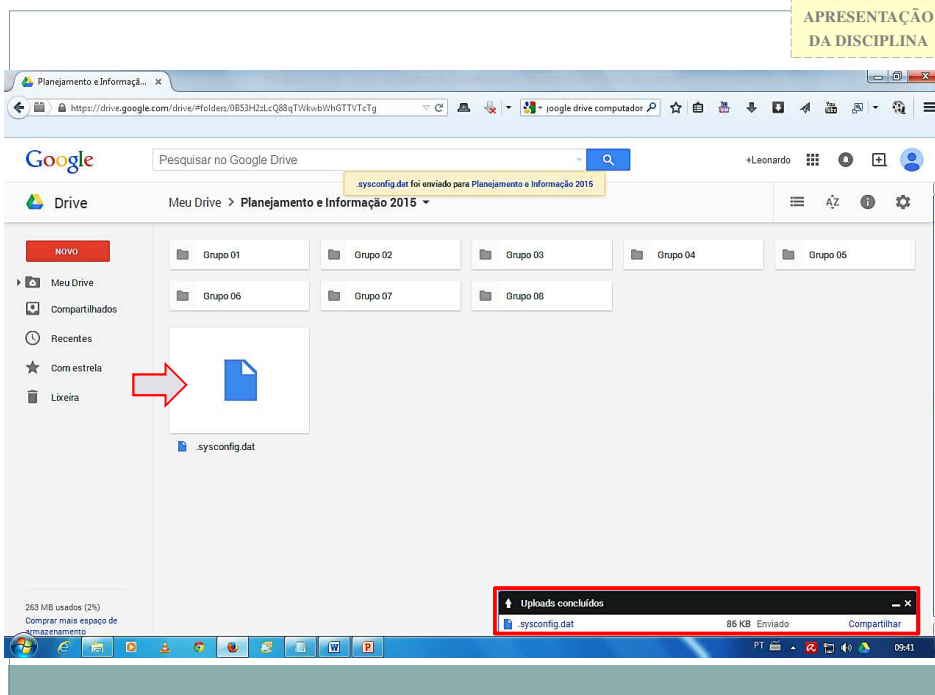 APRESENTAÇÃO
DA DISCIPLINA
Planejamento e Informaçã...
https://drive.google.com/drive/#folders/0B53H2zLcQ88qTWkwbWhGTTVTcTg
google drive computador
Google
Pesquisar no Google Drive
+Leonardo
.sysconfig.dat foi enviado para Planejamento e Informação 2015
Drive
Meu Drive > Planejamento e Informação 2015
AZ
NOVO
Grupo 01
Grupo 02
Grupo 03
Grupo 04
Grupo 05
Meu Drive
Grupo 06
Grupo 07
Grupo 08
Compartilhados
Recentes
Com estrela
Lixeira
.sysconfig.dat
263 MB usados (2%)
Comprar mais espaço de
armazenamento
Uploads concluídos
.sysconfig.dat
86 KB Enviado
Compartilhar
PT
09:41